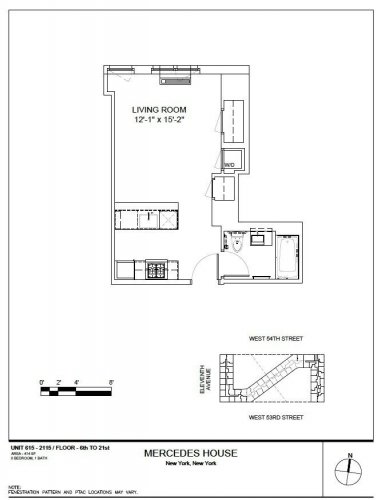 LIVING ROOM
12'-1" x 15'-2"
W/D
WEST 54TH STREET
ELEVENTH
AVENUE
WEST 53RD STREET
0' 2' 4' 8'
UNIT 615 - 2115 / FLOOR - 6th TO 21st
AREA - 414 SF
0 BEDROOM, 1 BATH
MERCEDES HOUSE
New York, New York
N
NOTE:
FENESTRATION PATTERN AND PTAC LOCATIONS MAY VARY.